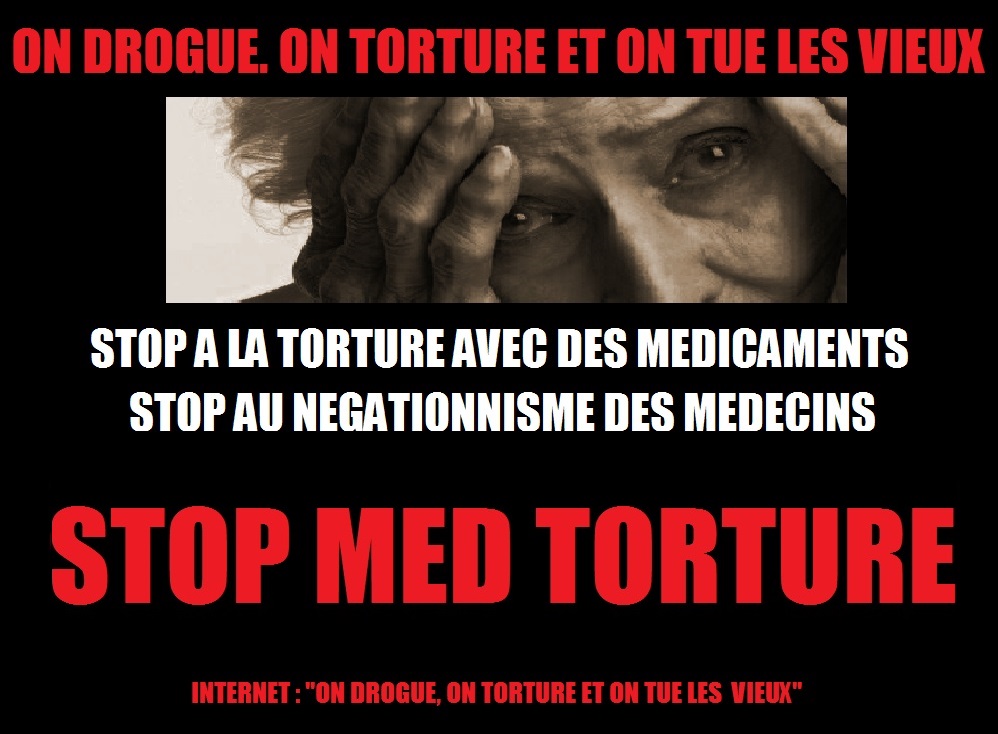 ON DROGUE. ON TORTURE ET ON TUE LES VIEUX
STOP A LA TORTURE AVEC DES MEDICAMENTS
STOP AU NEGATIONNISME DES MEDECINS
STOP MED TORTURE
INTERNET : "ON DROGUE, ON TORTURE ET ON TUE LES VIEUX"